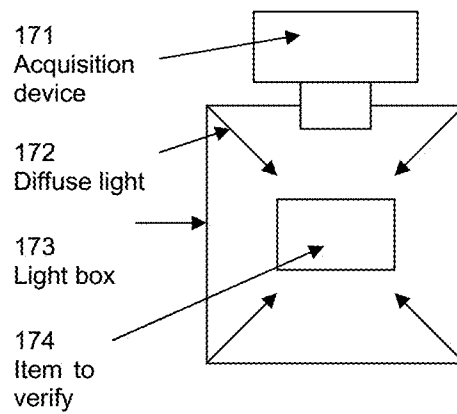 171
Acquisition
device
172
Diffuse light
173
Light box
174
Item to
verify